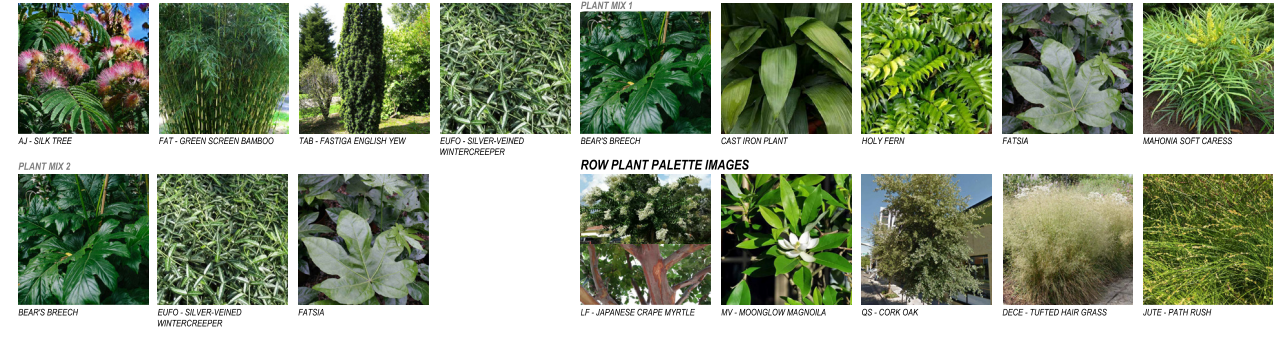 PLANT MIX 1
AJ - SILK TREE
FAT - GREEN SCREEN BAMBOO
TAB - FASTIGA ENGLISH YEW
EUFO - SILVER-VEINED
WINTERCREEPER
BEAR'S BREECH
CAST IRON PLANT
HOLY FERN
FATSIA
MAHONIA SOFT CARESS
PLANT MIX 2
ROW PLANT PALETTE IMAGES
BEAR'S BREECH
EUFO - SILVER-VEINED
WINTERCREEPER
FATSIA
LF - JAPANESE CRAPE MYRTLE
MV - MOONGLOW MAGNOILA
QS - CORK OAK
DECE - TUFTED HAIR GRASS
JUTE - PATH RUSH